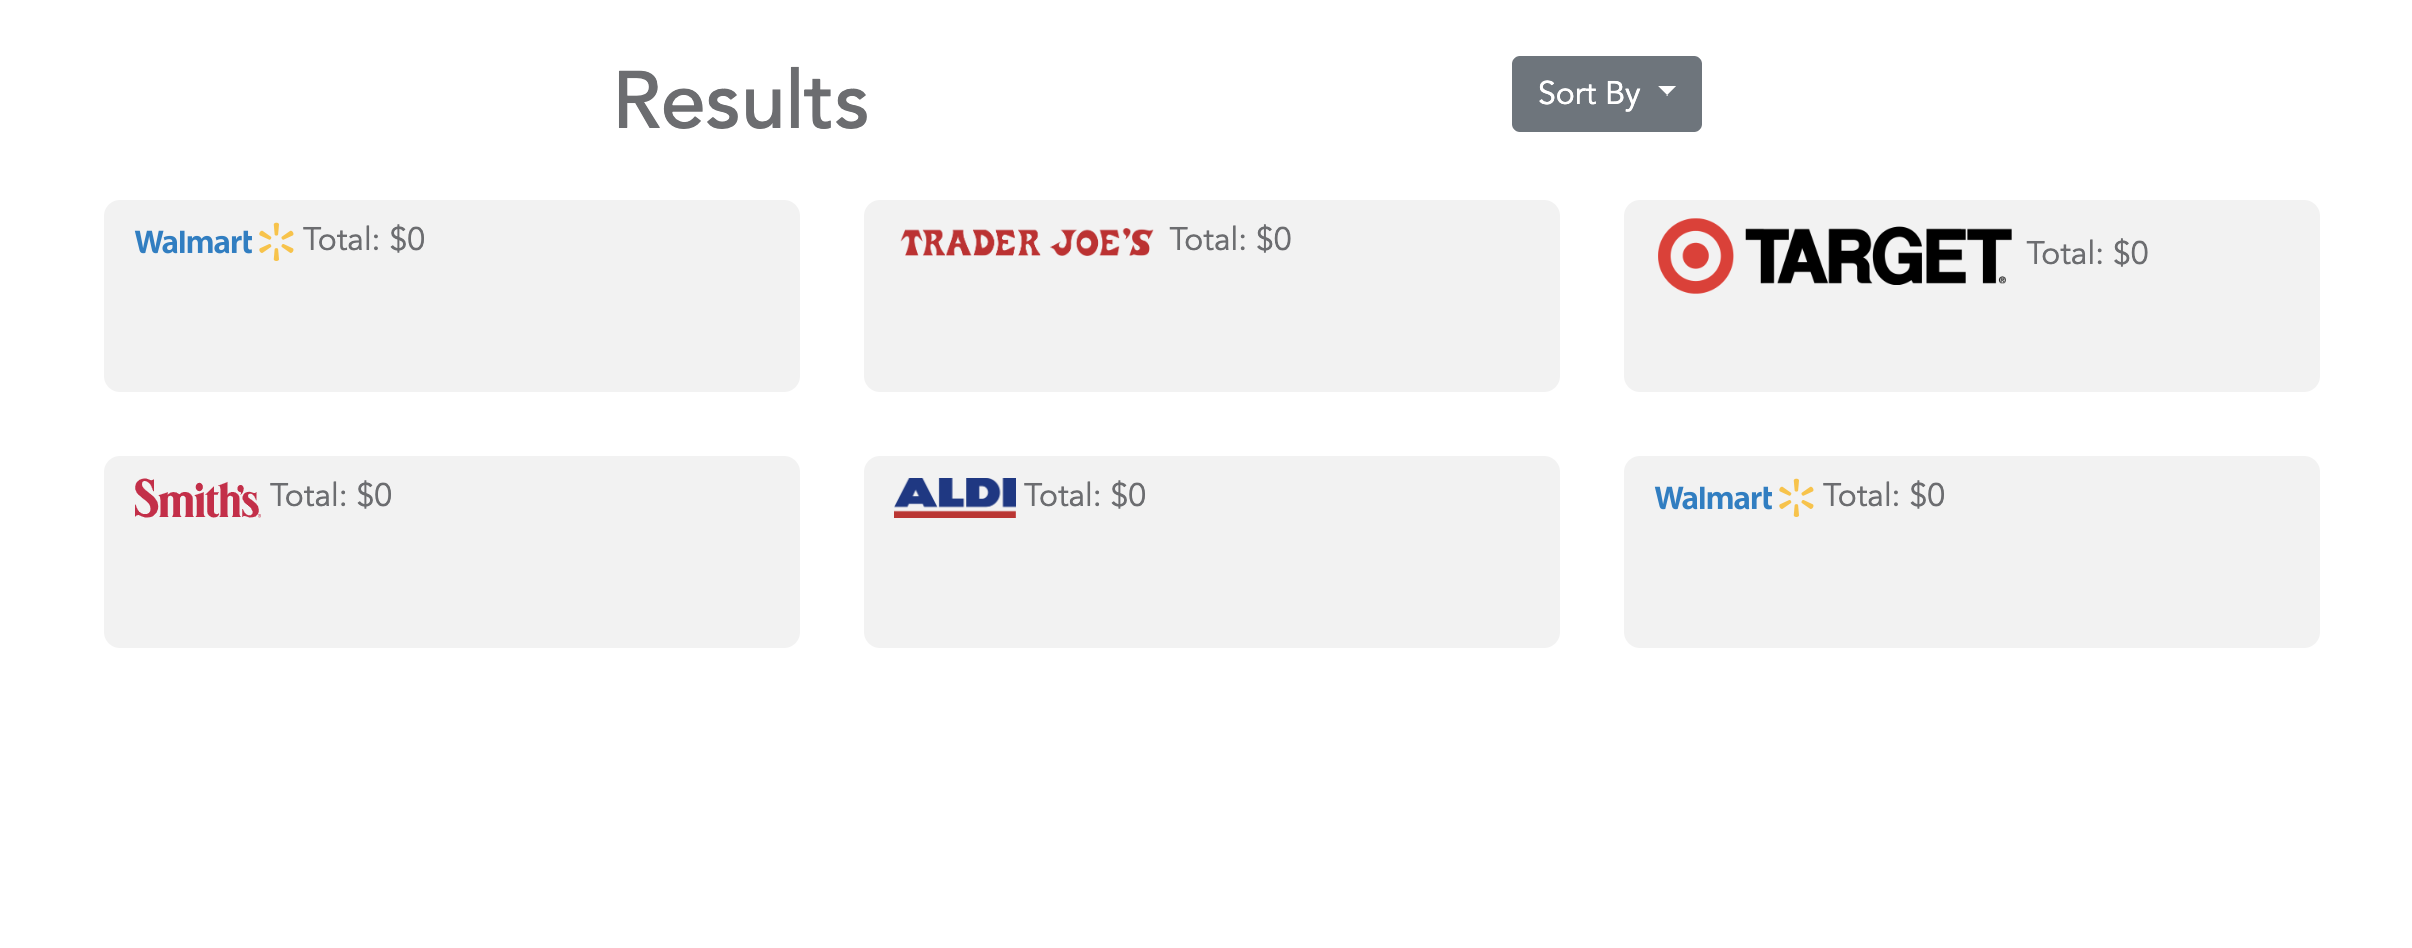 Results
Sort By
Walmart Total: $0
TRADER JOE'S Total: $0
TARGET® Total: $0
Smith's Total: $0
ALDI Total: $0
Walmart Total: $0